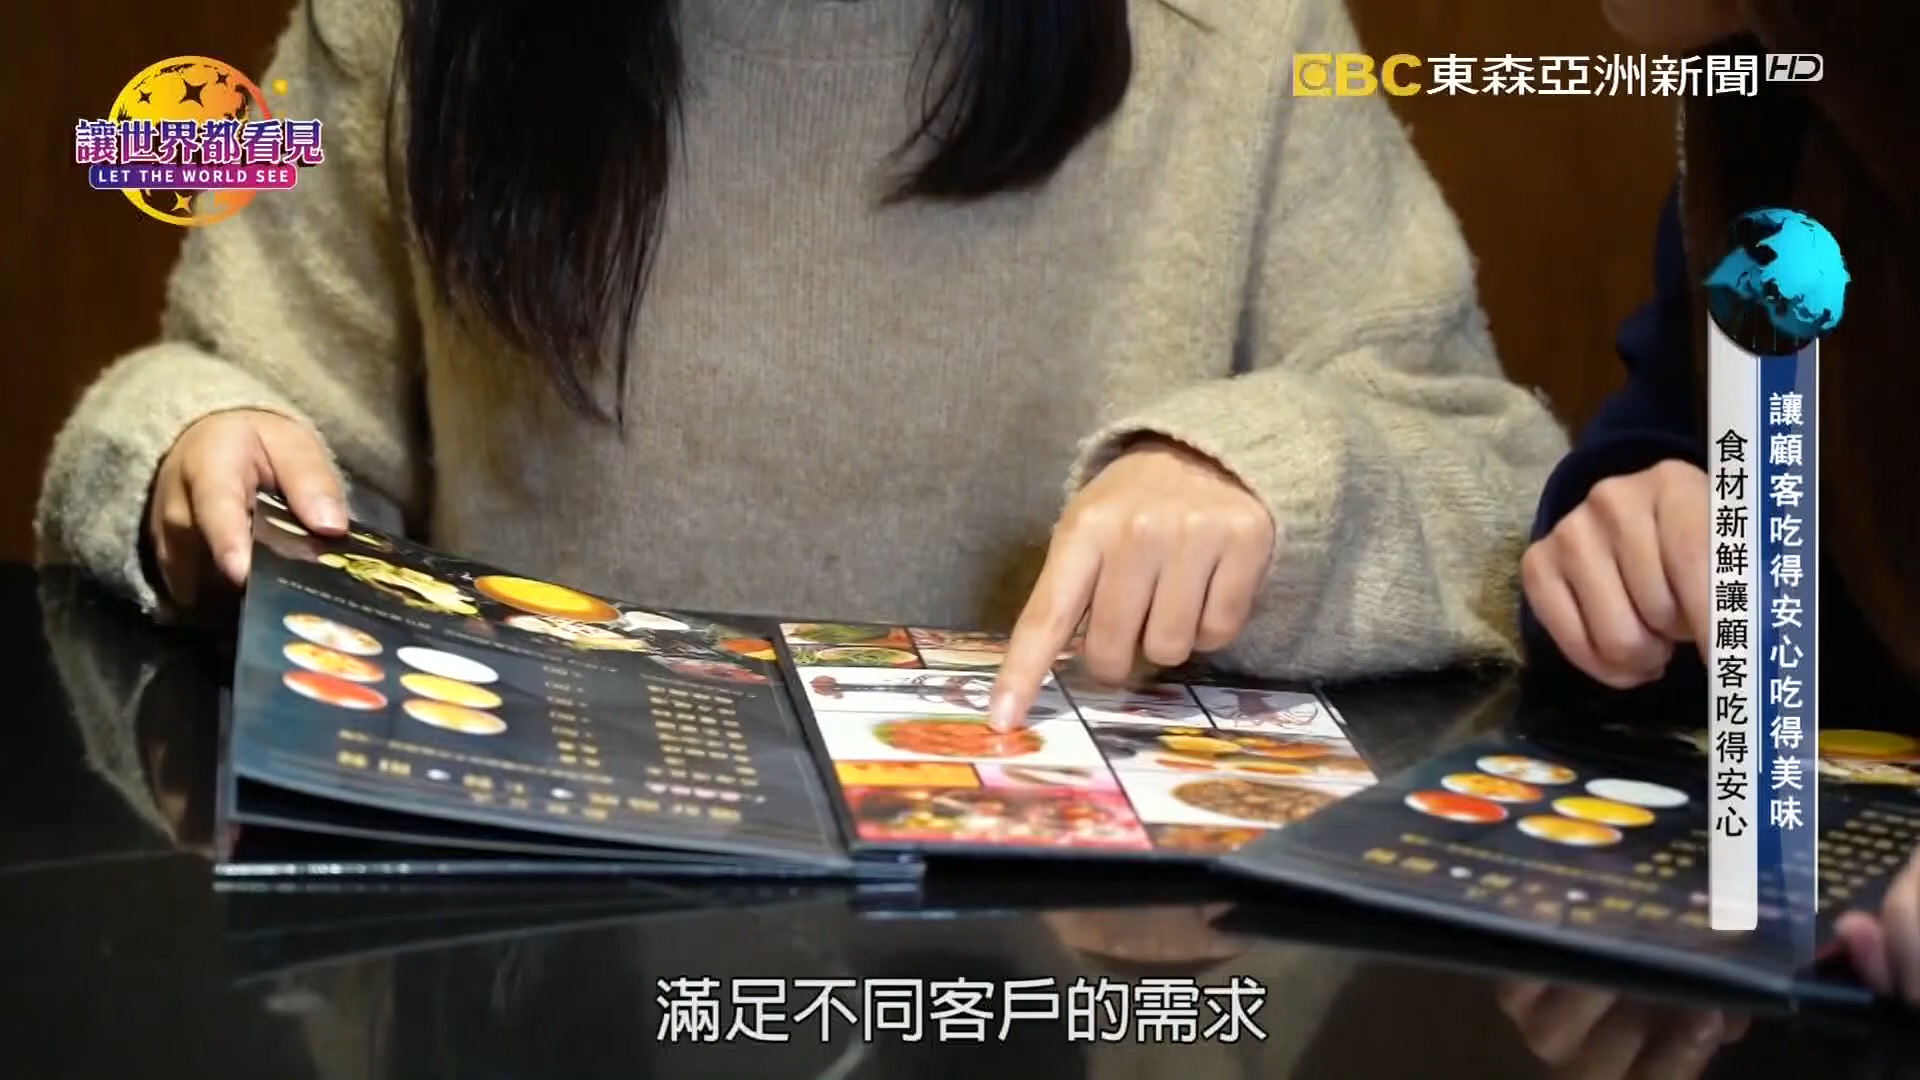 讓世界都看見
LET THE WORLD SEE
EBC東森亞洲新聞HD
讓顧客吃得安心吃得美味
食材新鮮讓顧客吃得安心
滿足不同客戶的需求